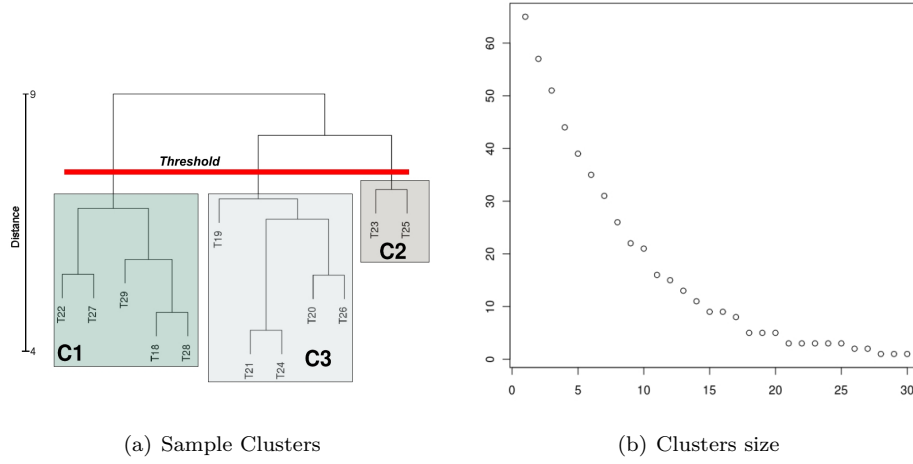 9
Distance
4
Threshold
T19
T23
T25
C2
T22
T27
T29
T20
T26
T18
T28
C1
T21
T24
C3
60
50
40
30
20
10
0
0 5 10 15 20 25 30
(a) Sample Clusters
(b) Clusters size